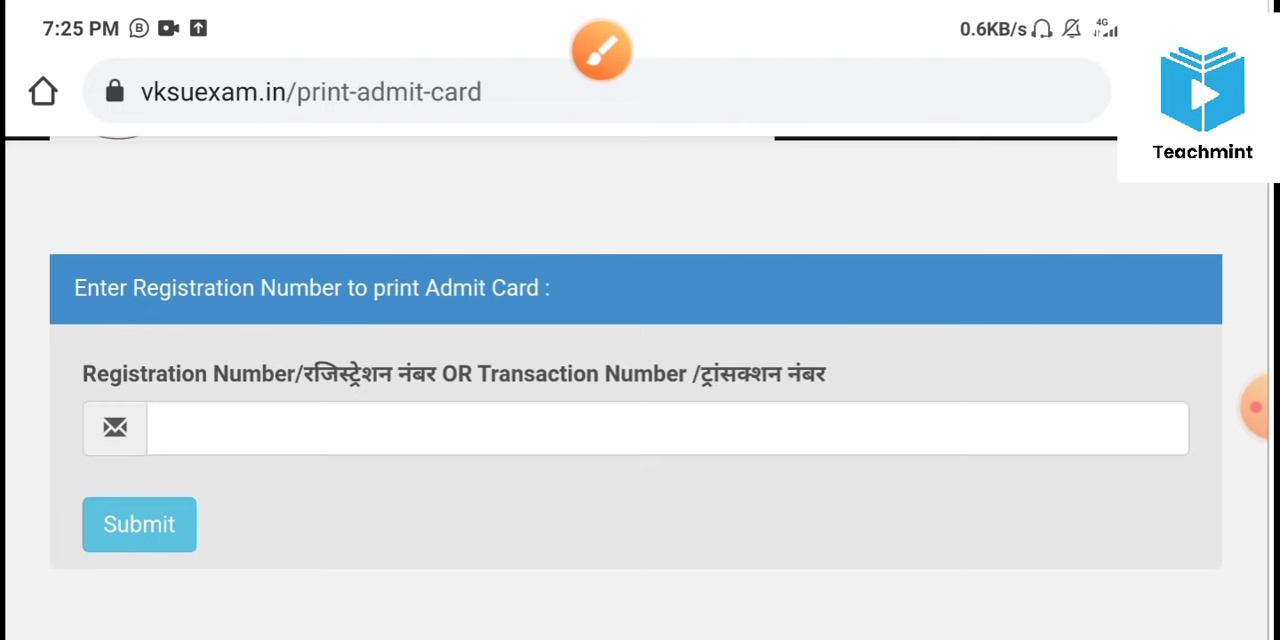 7:25 PM B 0.6KB/s 4G
vksuexam.in/print-admit-card
Teachmint
Enter Registration Number to print Admit Card :
Registration Number/रजिस्ट्रेशन नंबर OR Transaction Number /ट्रांसक्शन नंबर
Submit